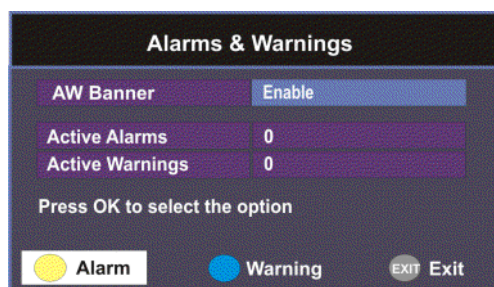 Alarms & Warnings
AW Banner Enable
Active Alarms 0
Active Warnings 0
Press OK to select the option
Alarm Warning EXIT Exit